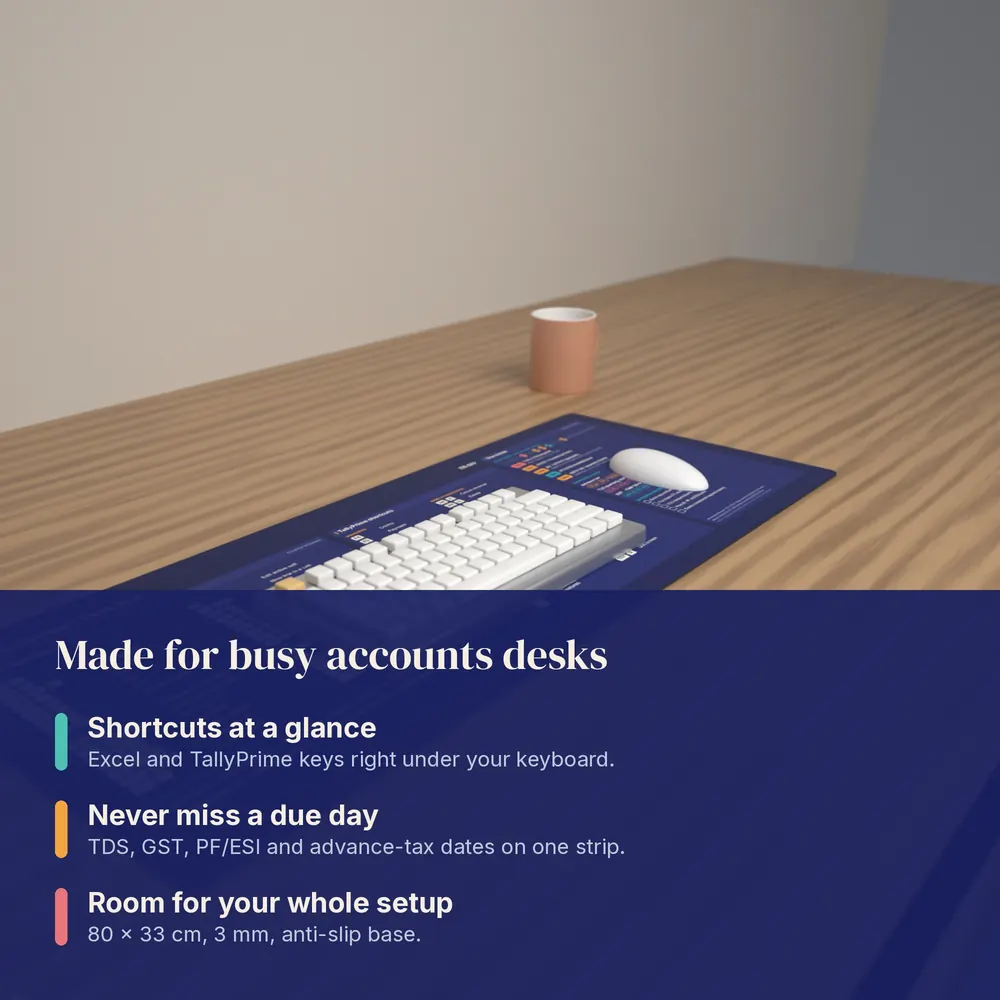 TallyPrime shortcuts
Made for busy accounts desks
Shortcuts at a glance
Excel and TallyPrime keys right under your keyboard.
Never miss a due day
TDS, GST, PF/ESI and advance-tax dates on one strip.
Room for your whole setup
80 × 33 cm, 3 mm, anti-slip base.